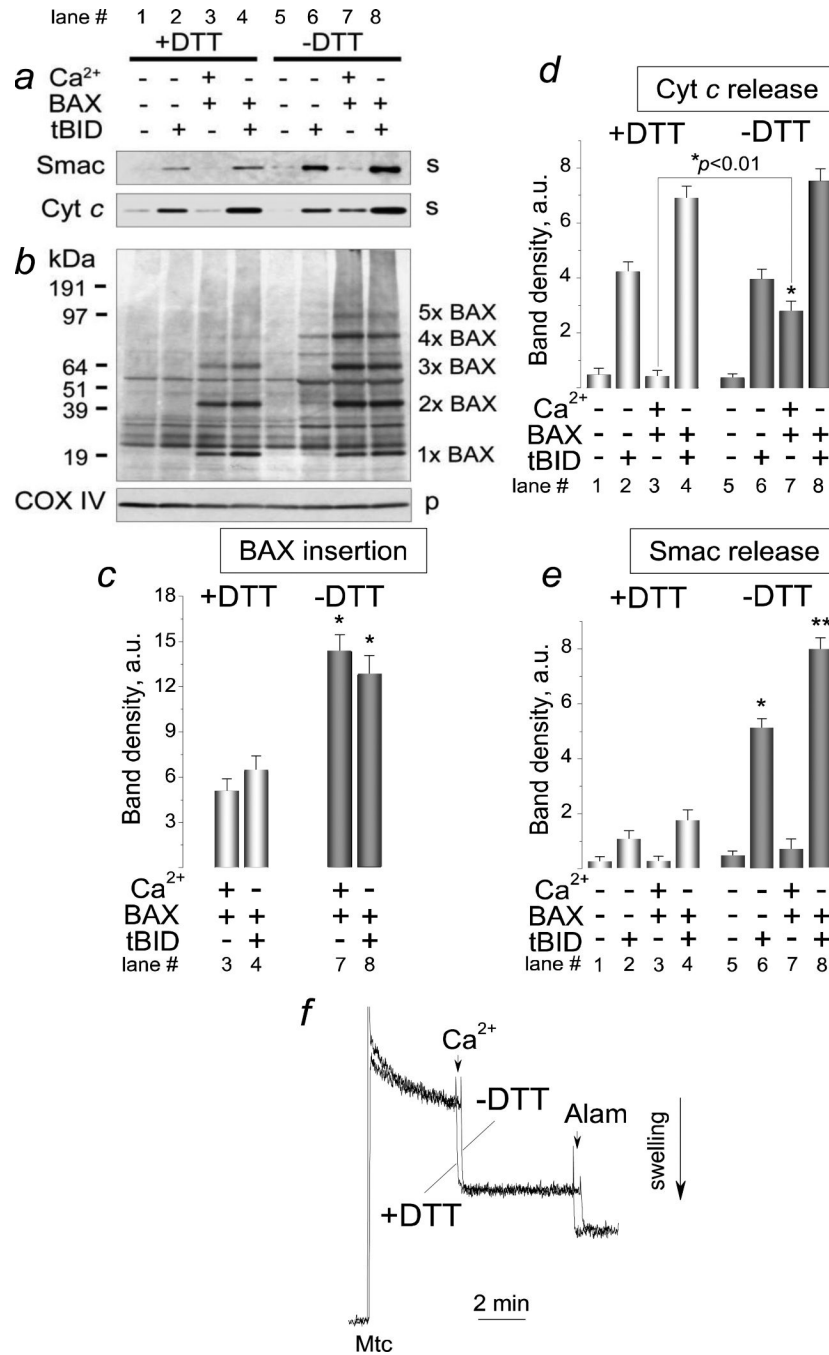 lane # 1 2 3 4 5 6 7 8
+DTT -DTT
a
Ca²⁺ - - + - - - + -
BAX - - + + - - + +
tBID - + - + - + - +
Smac s
Cyt c s
b
kDa
191
97
64
51
39
19
5x BAX
4x BAX
3x BAX
2x BAX
1x BAX
COX IV p
c
BAX insertion
+DTT -DTT
Band density, a.u.
18
15
12
9
6
3
* *
Ca²⁺ + - + -
BAX + + + +
tBID - + - +
lane # 3 4 7 8
d
Cyt c release
+DTT -DTT
*p<0.01
Band density, a.u.
8
6
4
2
*
Ca²⁺ - - + - - - + -
BAX - - + + - - + +
tBID - + - + - + - +
lane # 1 2 3 4 5 6 7 8
e
Smac release
+DTT -DTT
Band density, a.u.
8
6
4
2
* **
Ca²⁺ - - + - - - + -
BAX - - + + - - + +
tBID - + - + - + - +
lane # 1 2 3 4 5 6 7 8
f
Ca²⁺
-DTT
Alam
+DTT
swelling
2 min
Mtc